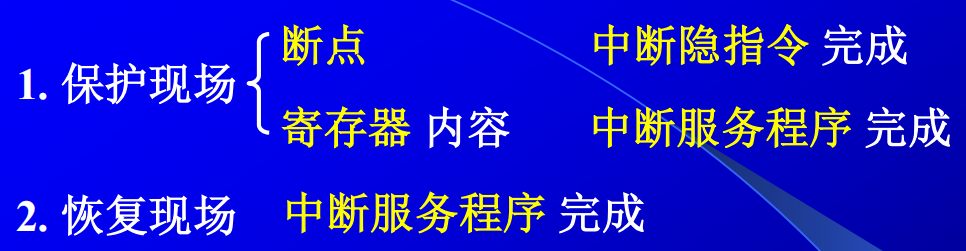 断点 中断隐指令 完成
1. 保护现场
寄存器 内容 中断服务程序 完成
2. 恢复现场 中断服务程序 完成